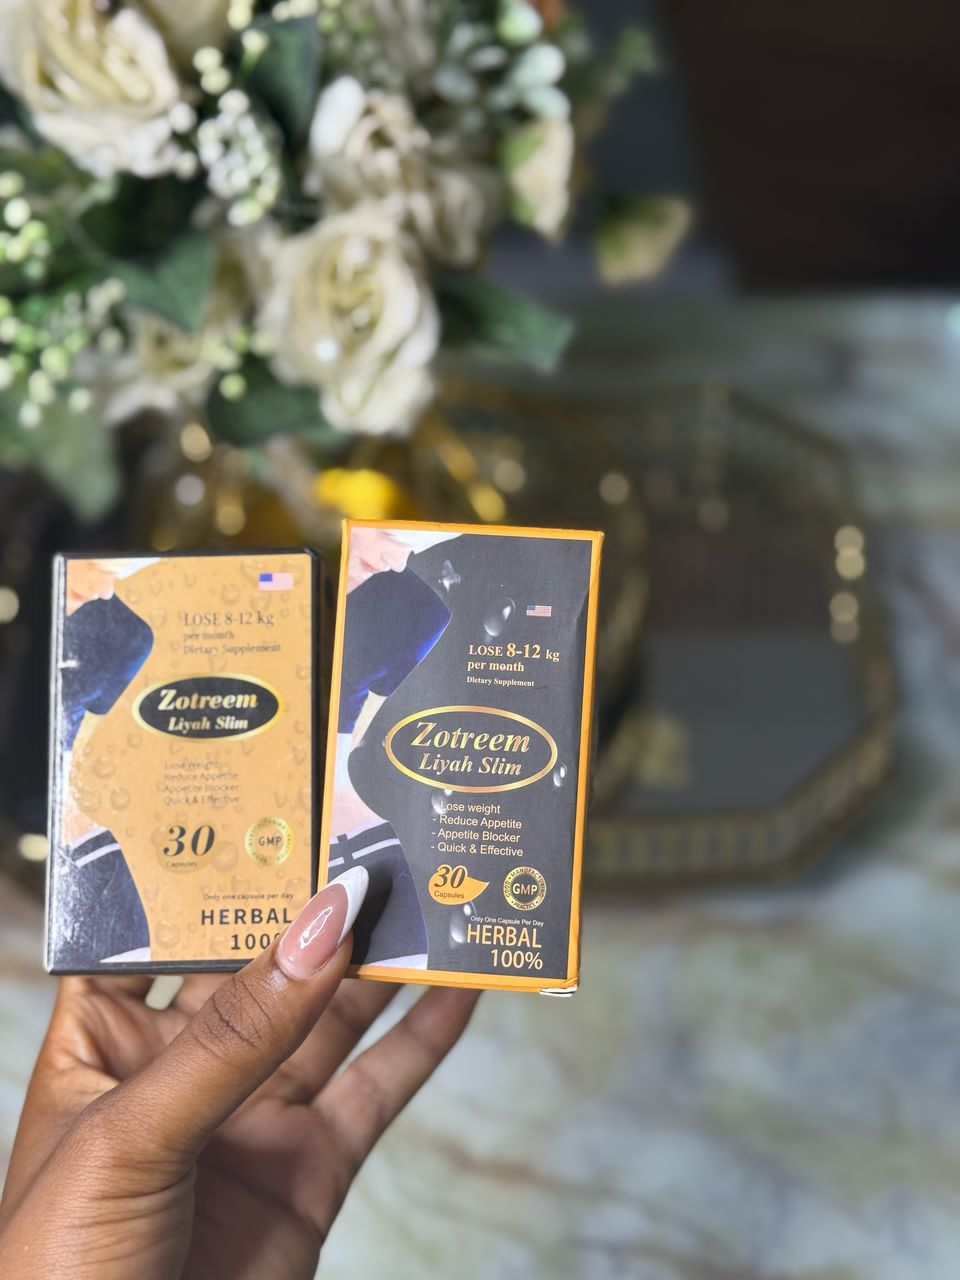 LOSE 8-12 kg
per month
Dietary Supplement
Zotreem
Liyah Slim
Lose Weight
Reduce Appetite
Appetite Blocker
Quick & Effective
30
Capsules
GMP
Only one capsule per day
HERBAL
100
LOSE 8-12 kg
per month
Dietary Supplement
Zotreem
Liyah Slim
Lose weight
- Reduce Appetite
- Appetite Blocker
- Quick & Effective
30
Capsules
GMP
Only One Capsule Per Day
HERBAL
100%